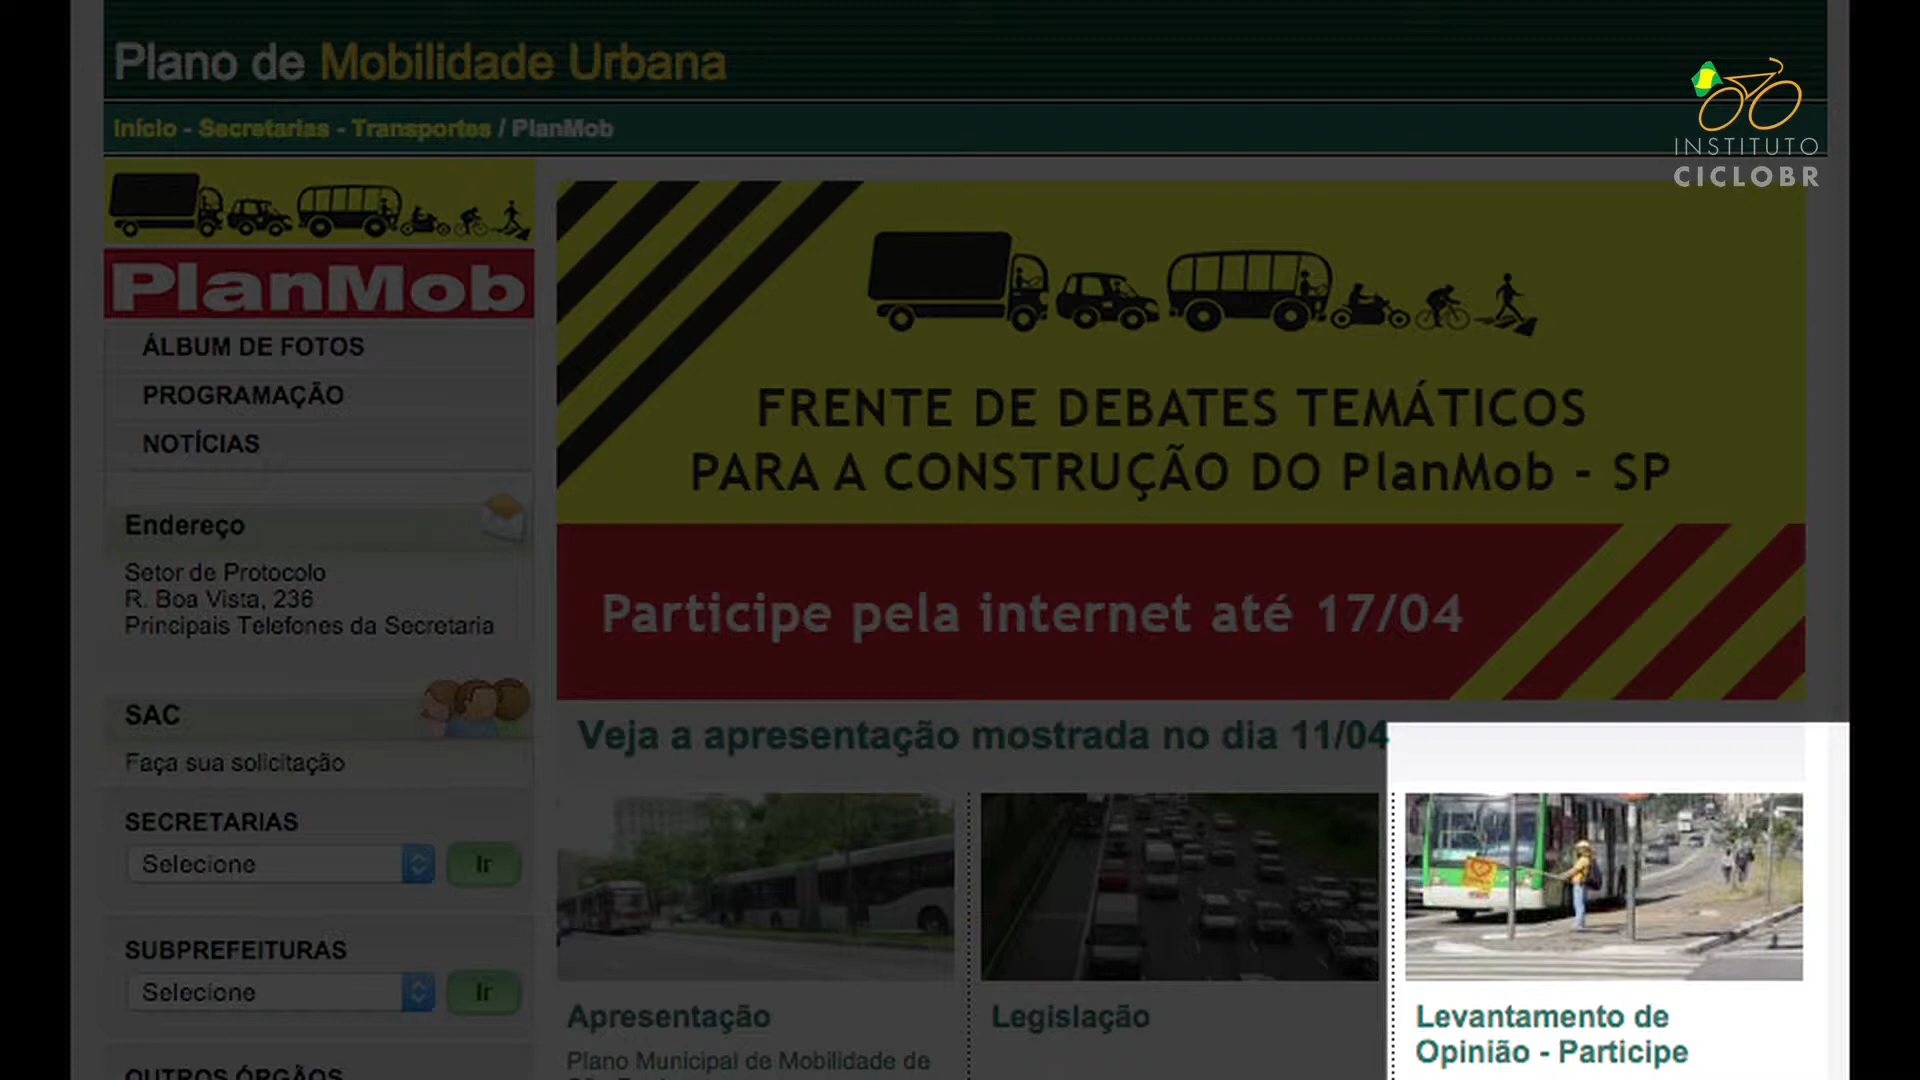 Plano de Mobilidade Urbana
Início - Secretarias - Transportes / PlanMob
INSTITUTO
CICLOBR
PlanMob
ÁLBUM DE FOTOS
PROGRAMAÇÃO
NOTÍCIAS
Endereço
Setor de Protocolo
R. Boa Vista, 236
Principais Telefones da Secretaria
SAC
Faça sua solicitação
SECRETARIAS
Selecione
Ir
SUBPREFEITURAS
Selecione
Ir
OUTROS ÓRGÃOS
FRENTE DE DEBATES TEMÁTICOS
PARA A CONSTRUÇÃO DO PlanMob - SP
Participe pela internet até 17/04
Veja a apresentação mostrada no dia 11/04
Apresentação
Plano Municipal de Mobilidade de
Legislação
Levantamento de
Opinião - Participe